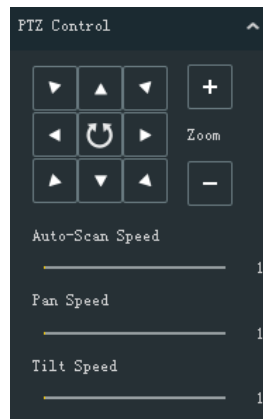 PTZ Control
+
Zoom
−
Auto-Scan Speed
1
Pan Speed
1
Tilt Speed
1